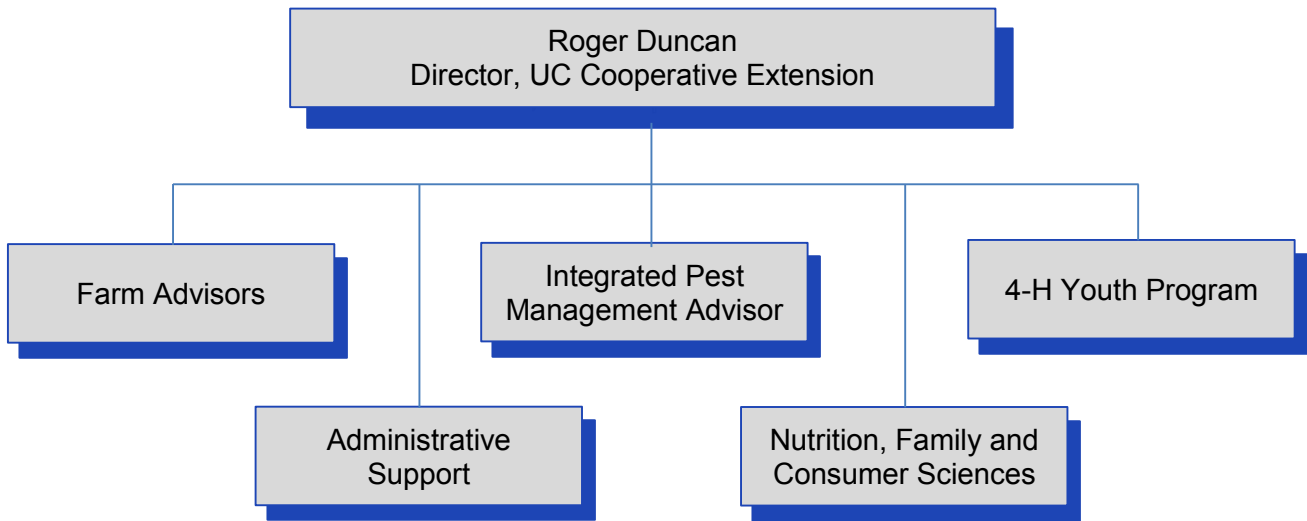 Roger Duncan
Director, UC Cooperative Extension
Farm Advisors
Integrated Pest
Management Advisor
4-H Youth Program
Administrative
Support
Nutrition, Family and
Consumer Sciences